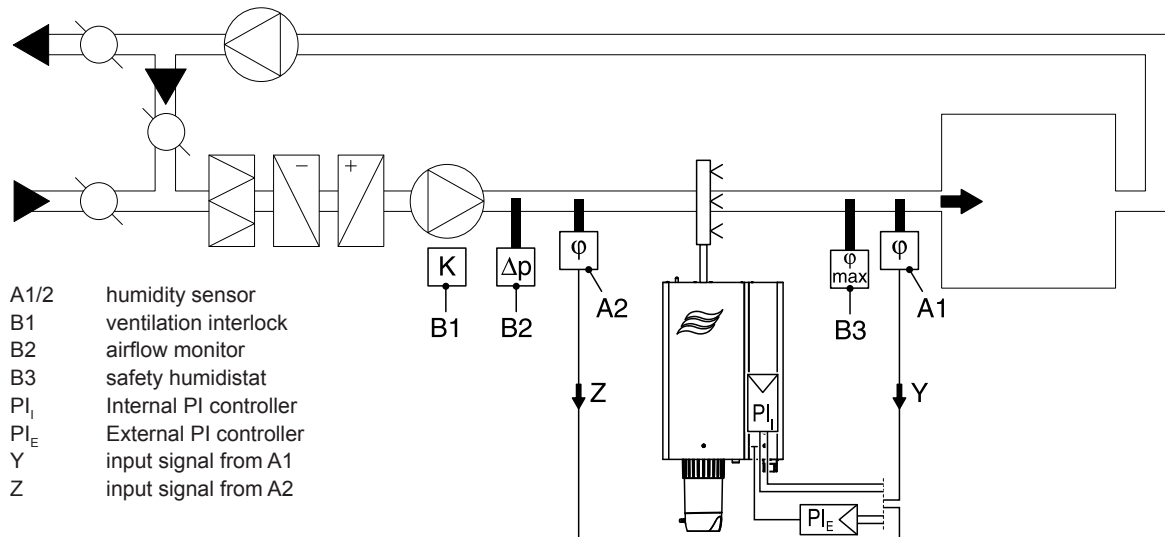 − +
K
Δp
φ
φ
max
φ
B1
B2
A2
B3
A1
A1/2 humidity sensor
B1 ventilation interlock
B2 airflow monitor
B3 safety humidistat
PII Internal PI controller
PIE External PI controller
Y input signal from A1
Z input signal from A2
Z
Y
PII
PIE